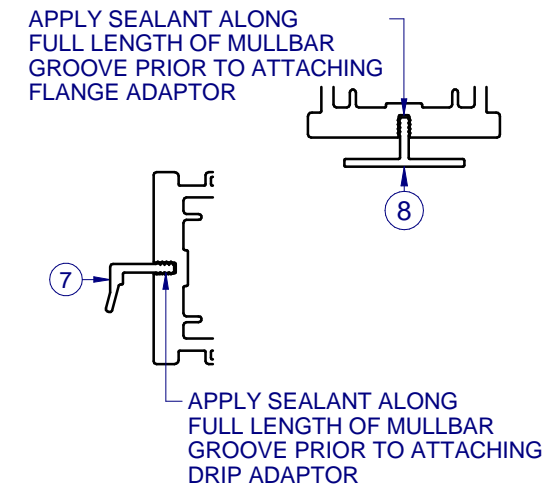 APPLY SEALANT ALONG
FULL LENGTH OF MULLBAR
GROOVE PRIOR TO ATTACHING
FLANGE ADAPTOR
8
7
APPLY SEALANT ALONG
FULL LENGTH OF MULLBAR
GROOVE PRIOR TO ATTACHING
DRIP ADAPTOR